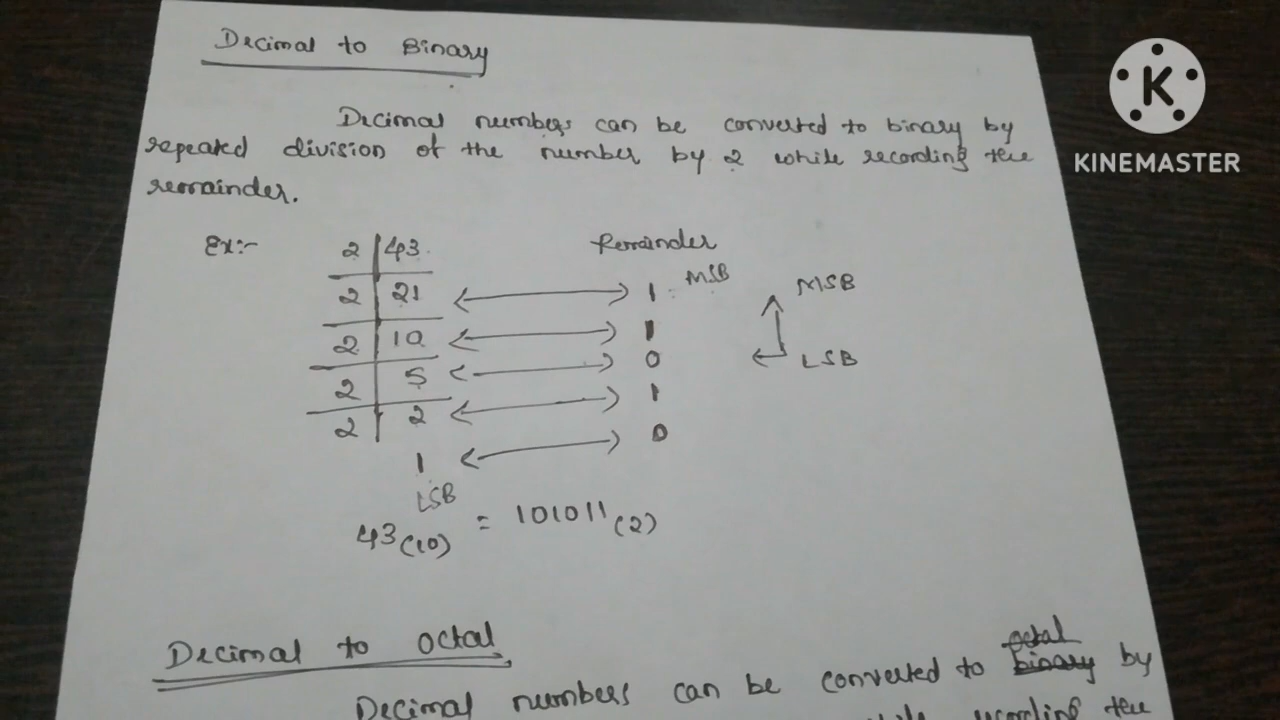 Decimal to Binary
Decimal numbers can be converted to binary by
repeated division of the number by 2 while recording the
remainder.
Ex:- 2 | 43 Remainder
2 | 21 1 MSB MSB
2 | 10 1
2 | 5 0 LSB
2 | 2 1
1 0
LSB
43(10) = 101011(2)
Decimal to Octal
Decimal numbers can be converted to octal binary by
while recording the
K
KINEMASTER